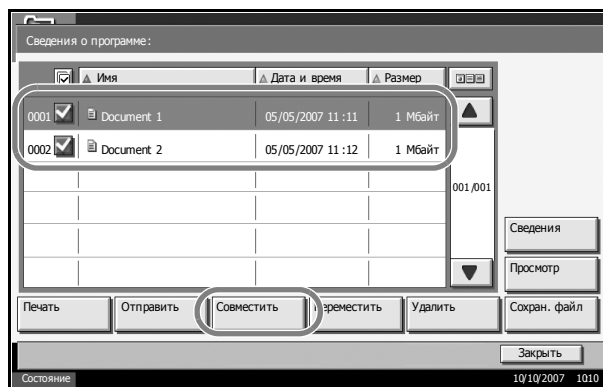 Сведения о программе:
Имя Дата и время Размер
0001 Document 1 05/05/2007 11:11 1 Мбайт
0002 Document 2 05/05/2007 11:12 1 Мбайт
001/001
Сведения
Просмотр
Печать Отправить Совместить Переместить Удалить Сохран. файл
Закрыть
Состояние 10/10/2007 1010